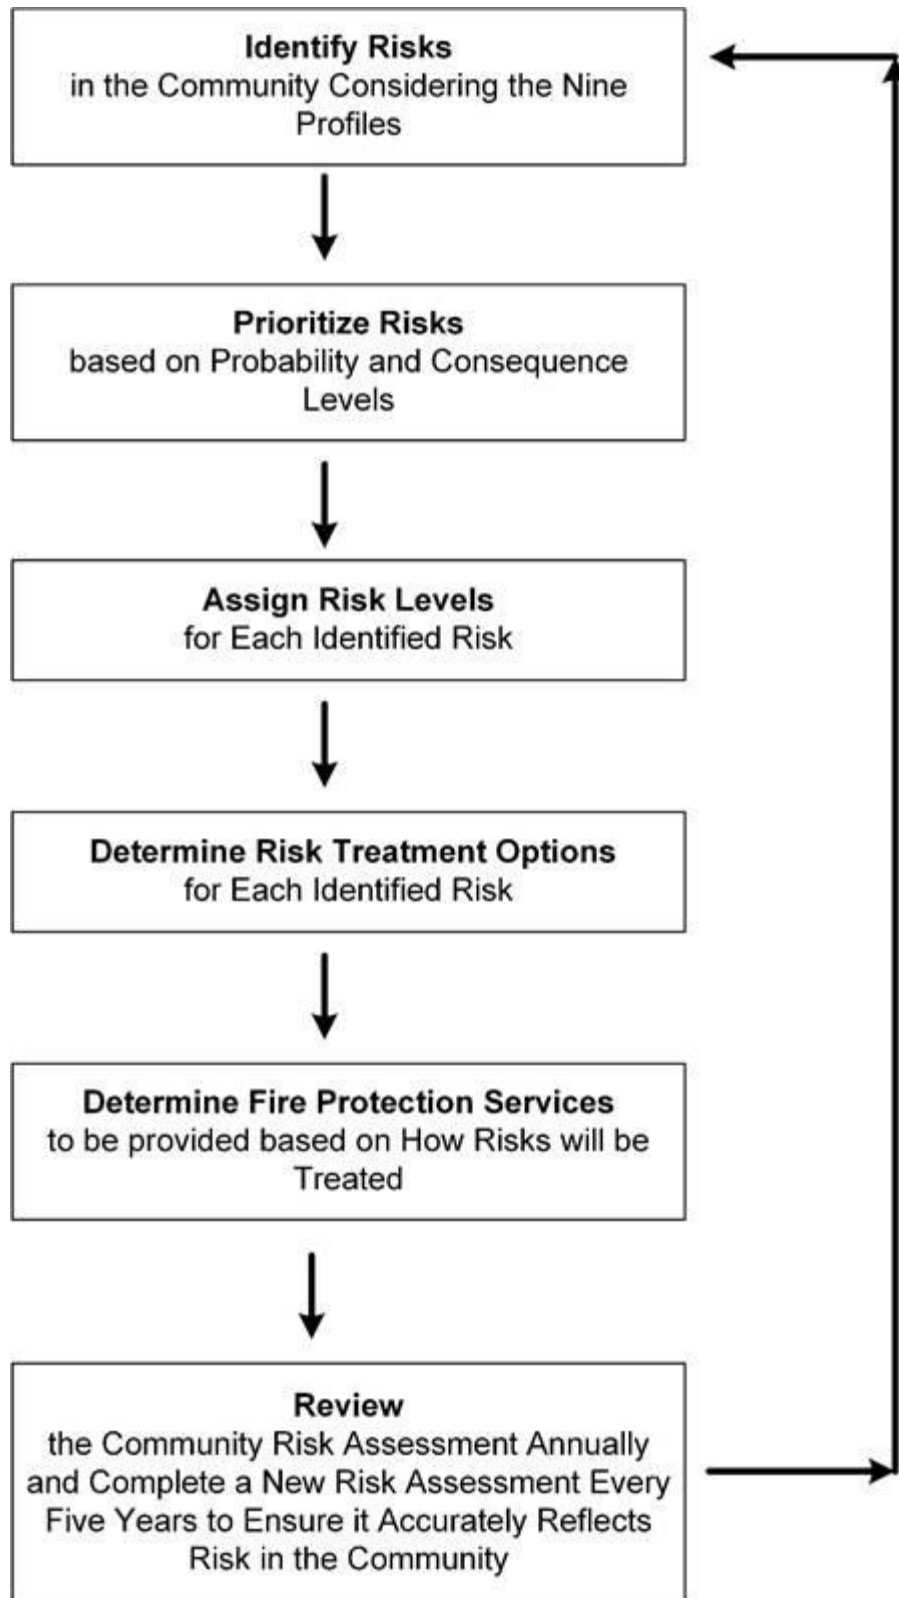 Identify Risks
in the Community Considering the Nine
Profiles
Prioritize Risks
based on Probability and Consequence
Levels
Assign Risk Levels
for Each Identified Risk
Determine Risk Treatment Options
for Each Identified Risk
Determine Fire Protection Services
to be provided based on How Risks will be
Treated
Review
the Community Risk Assessment Annually
and Complete a New Risk Assessment Every
Five Years to Ensure it Accurately Reflects
Risk in the Community